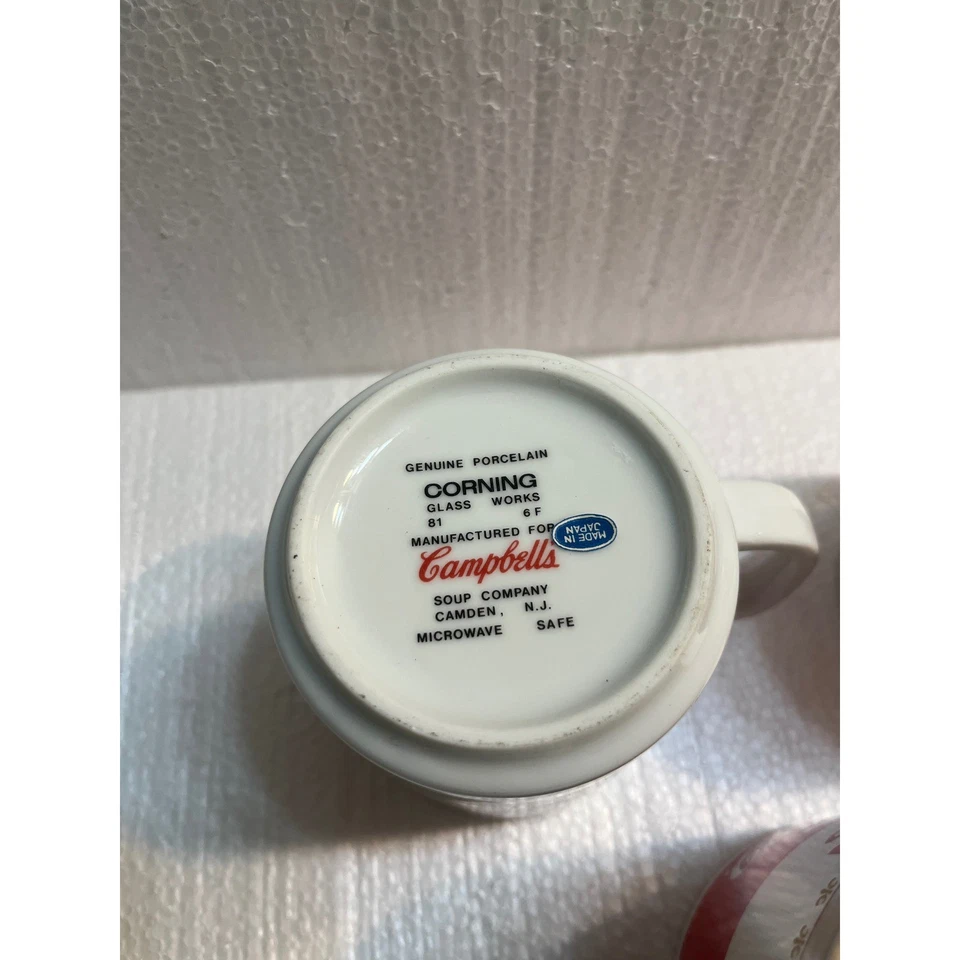 GENUINE PORCELAIN
CORNING
GLASS WORKS
81 6F
MANUFACTURED FOR
Campbell's
SOUP COMPANY
CAMDEN, N.J.
MICROWAVE SAFE
MADE IN
JAPAN